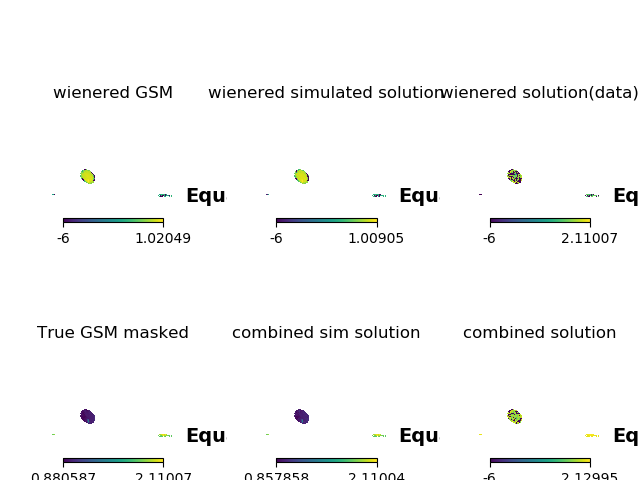 wienered GSM
wienered simulated solution
wienered solution(data)
Equ
Equ
Eq
-6 1.02049
-6 1.00905
-6 2.11007
True GSM masked
combined sim solution
combined solution
Equ
Equ
Eq
0.880587 2.11007
0.857858 2.11004
-6 2.12995